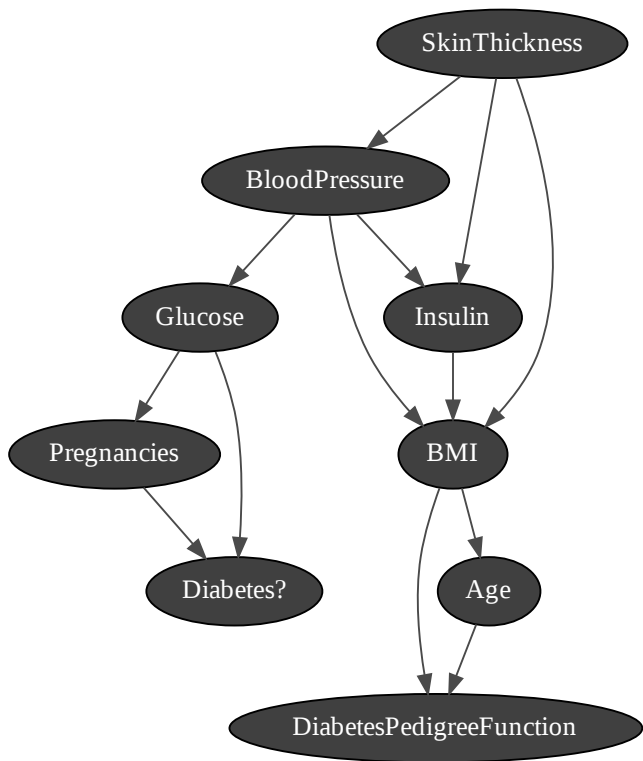 SkinThickness
BloodPressure
Glucose
Insulin
Pregnancies
BMI
Diabetes?
Age
DiabetesPedigreeFunction